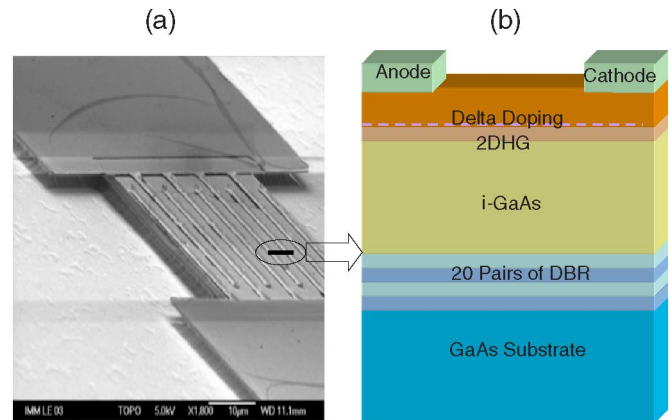 (a)
(b)
Anode
Cathode
Delta Doping
2DHG
i-GaAs
20 Pairs of DBR
GaAs Substrate
IMM LE 03 TOPO 5.0kV X1,800 10μm WD 11.1mm